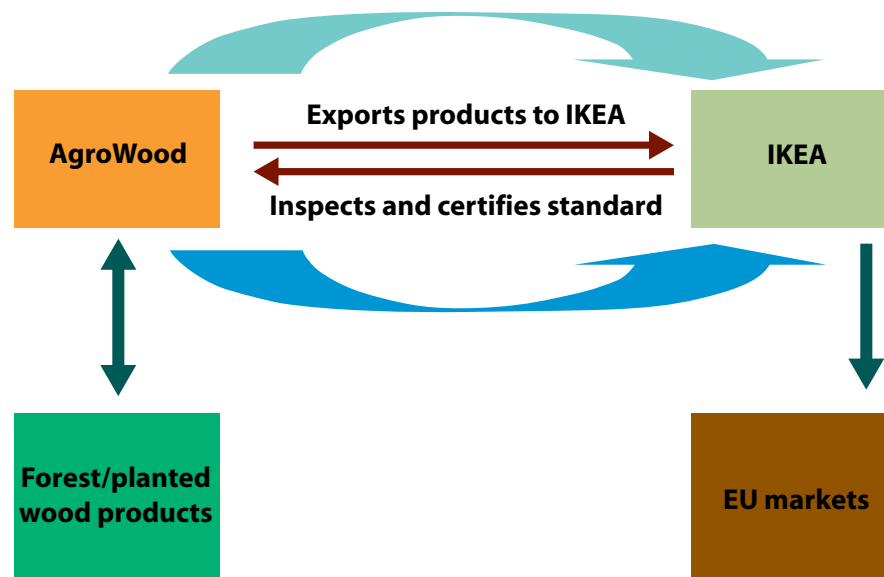 Exports products to IKEA
AgroWood
IKEA
Inspects and certifies standard
Forest/planted
wood products
EU markets